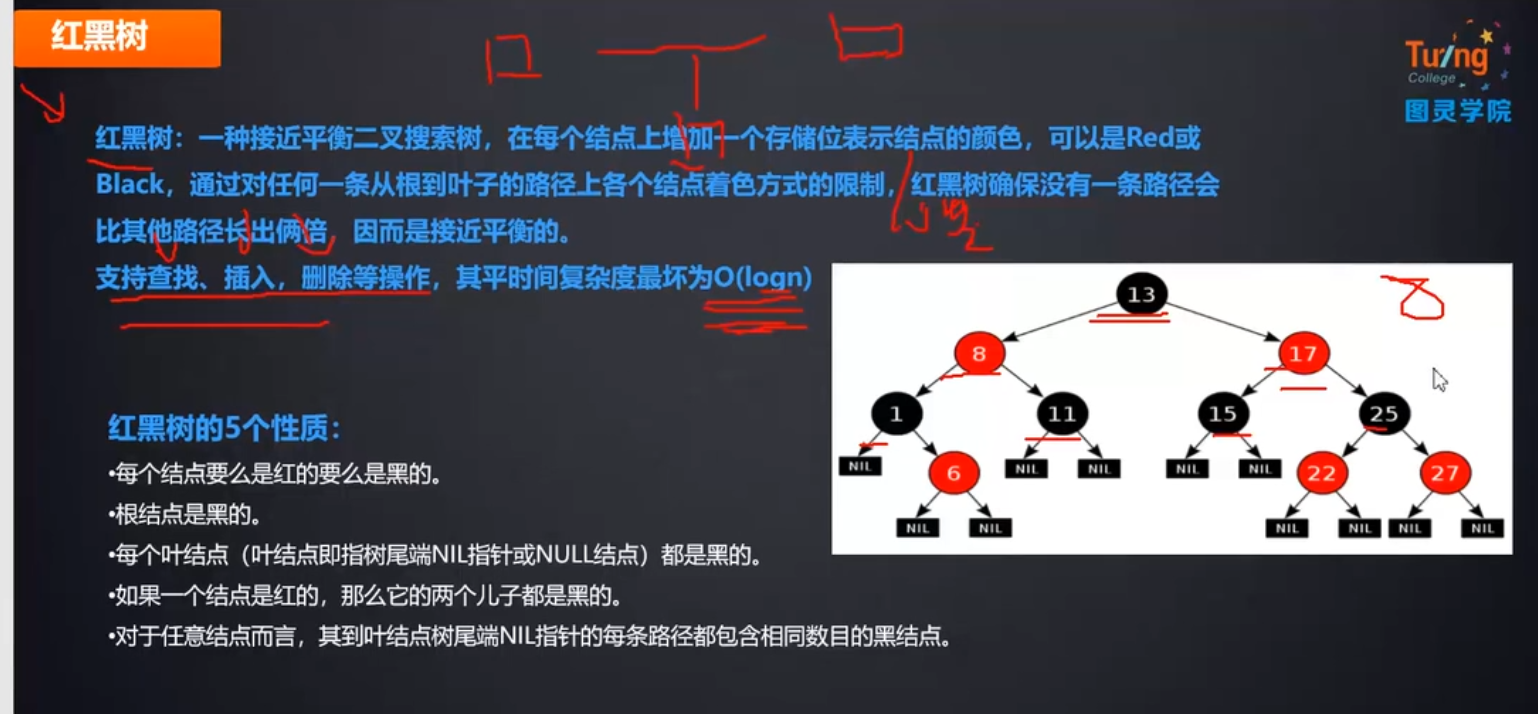 红黑树
Tu/ng
College
图灵学院
红黑树：一种接近平衡二叉搜索树，在每个结点上增加一个存储位表示结点的颜色，可以是Red或
Black，通过对任何一条从根到叶子的路径上各个结点着色方式的限制，红黑树确保没有一条路径会
比其他路径长出俩倍，因而是接近平衡的。
支持查找、插入，删除等操作，其平时间复杂度最坏为O(logn)
13
8
17
1
11
15
25
NIL
6
NIL
NIL
NIL
NIL
22
27
NIL
NIL
NIL
NIL
NIL
NIL
8
红黑树的5个性质：
•每个结点要么是红的要么是黑的。
•根结点是黑的。
•每个叶结点（叶结点即指树尾端NIL指针或NULL结点）都是黑的。
•如果一个结点是红的，那么它的两个儿子都是黑的。
•对于任意结点而言，其到叶结点树尾端NIL指针的每条路径都包含相同数目的黑结点。